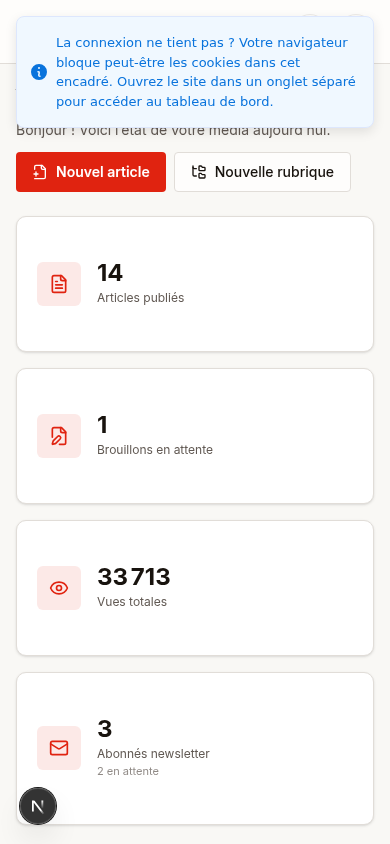 La connexion ne tient pas ? Votre navigateur
bloque peut-être les cookies dans cet
encadré. Ouvrez le site dans un onglet séparé
pour accéder au tableau de bord.
Bonjour ! Voici l'état de votre média aujourd'hui.
Nouvel article
Nouvelle rubrique
14
Articles publiés
1
Brouillons en attente
33 713
Vues totales
3
Abonnés newsletter
2 en attente
N